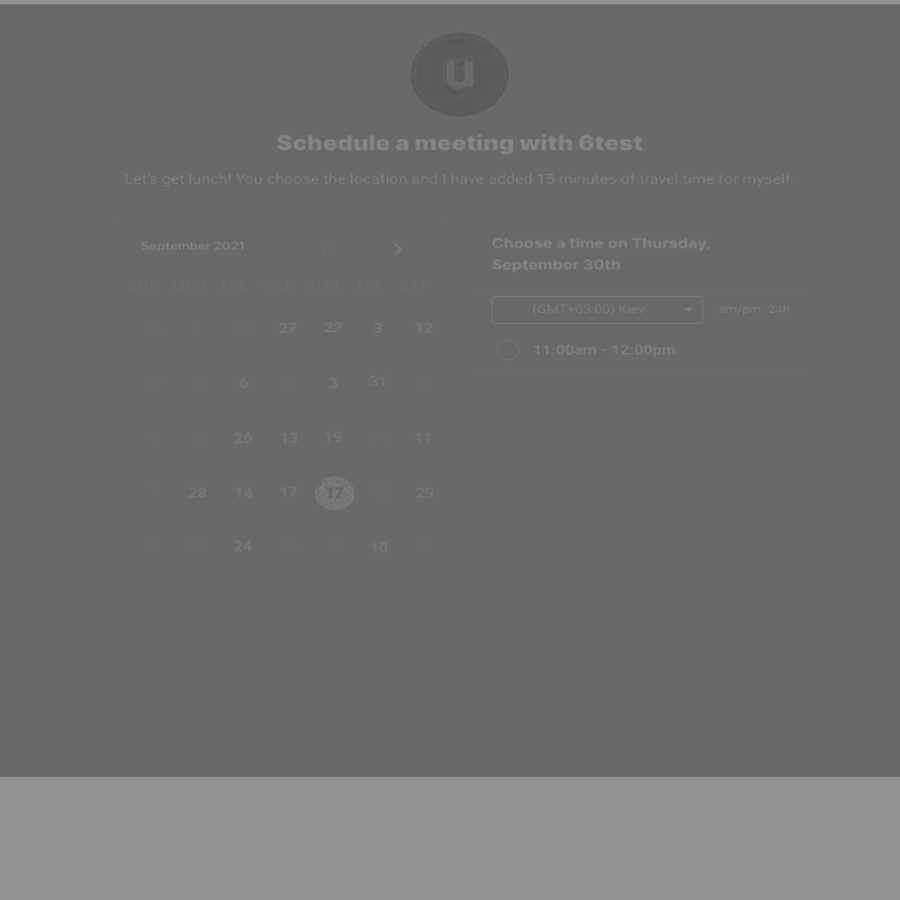 u
Schedule a meeting with 6test
Let's get lunch! You choose the location and I have added 15 minutes of travel time for myself.
September 2021
SUN MON TUE WED THU FRI SAT
27 22 8 12
6 3 31
26 13 19 11
28 14 17 17 29
24 10
Choose a time on Thursday,
September 30th
(GMT+03:00) Kiev
am/pm 24h
11:00am - 12:00pm